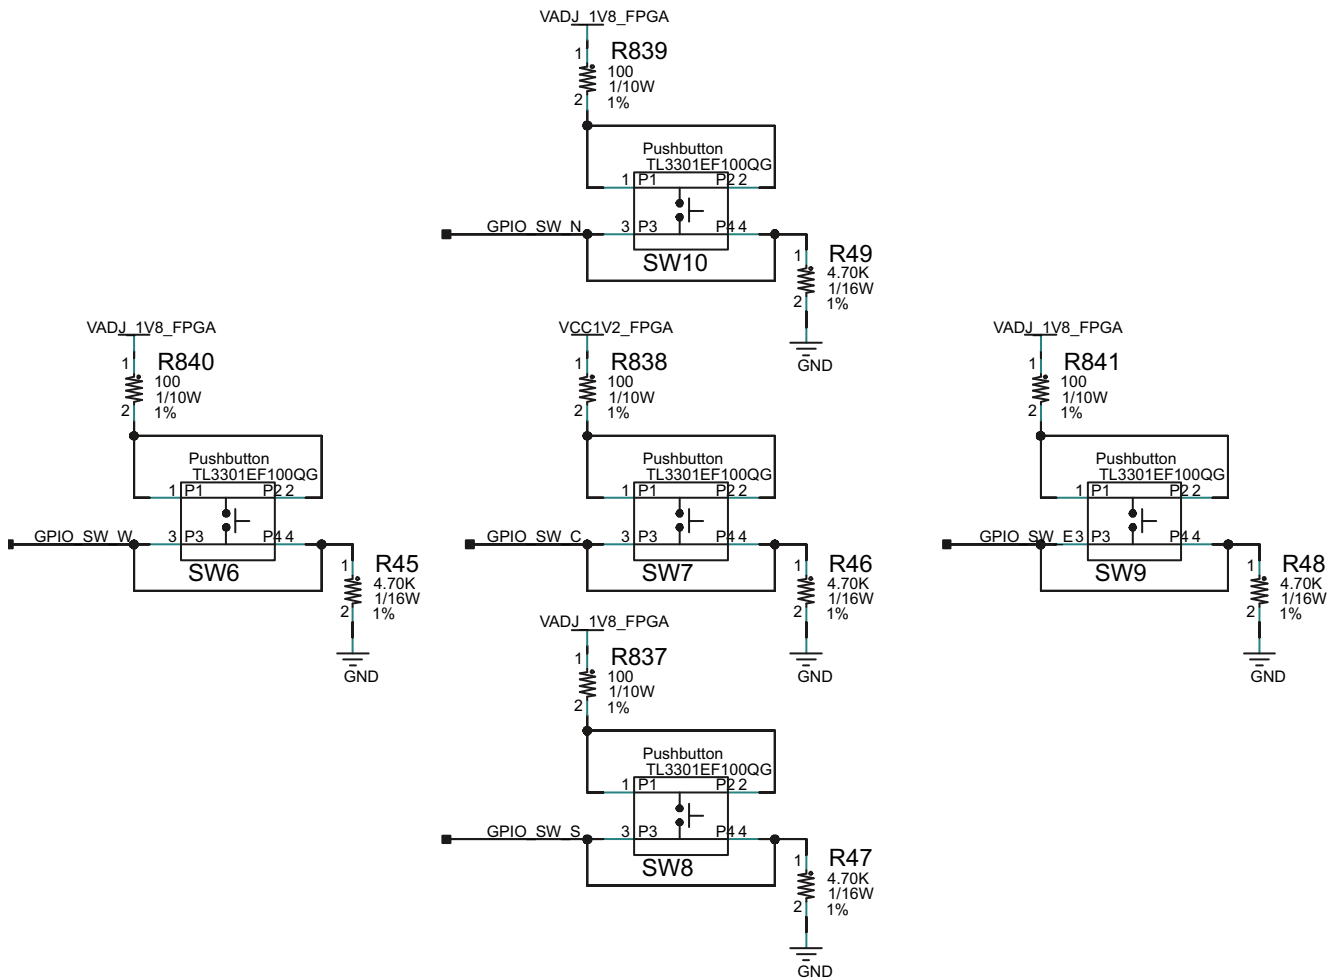 VADJ_1V8_FPGA
1
R839
100
1/10W
2
1%
Pushbutton
TL3301EF100QG
1 P1 P2 2
GPIO_SW_N 3 P3 P4 4
SW10
1
R49
4.70K
1/16W
2
1%
GND
VADJ_1V8_FPGA
1
R840
100
1/10W
2
1%
Pushbutton
TL3301EF100QG
1 P1 P2 2
GPIO_SW_W 3 P3 P4 4
SW6
1
R45
4.70K
1/16W
2
1%
GND
VCC1V2_FPGA
1
R838
100
1/10W
2
1%
Pushbutton
TL3301EF100QG
1 P1 P2 2
GPIO_SW_C 3 P3 P4 4
SW7
1
R46
4.70K
1/16W
2
1%
GND
VADJ_1V8_FPGA
1
R841
100
1/10W
2
1%
Pushbutton
TL3301EF100QG
1 P1 P2 2
GPIO_SW_E 3 P3 P4 4
SW9
1
R48
4.70K
1/16W
2
1%
GND
VADJ_1V8_FPGA
1
R837
100
1/10W
2
1%
Pushbutton
TL3301EF100QG
1 P1 P2 2
GPIO_SW_S 3 P3 P4 4
SW8
1
R47
4.70K
1/16W
2
1%
GND